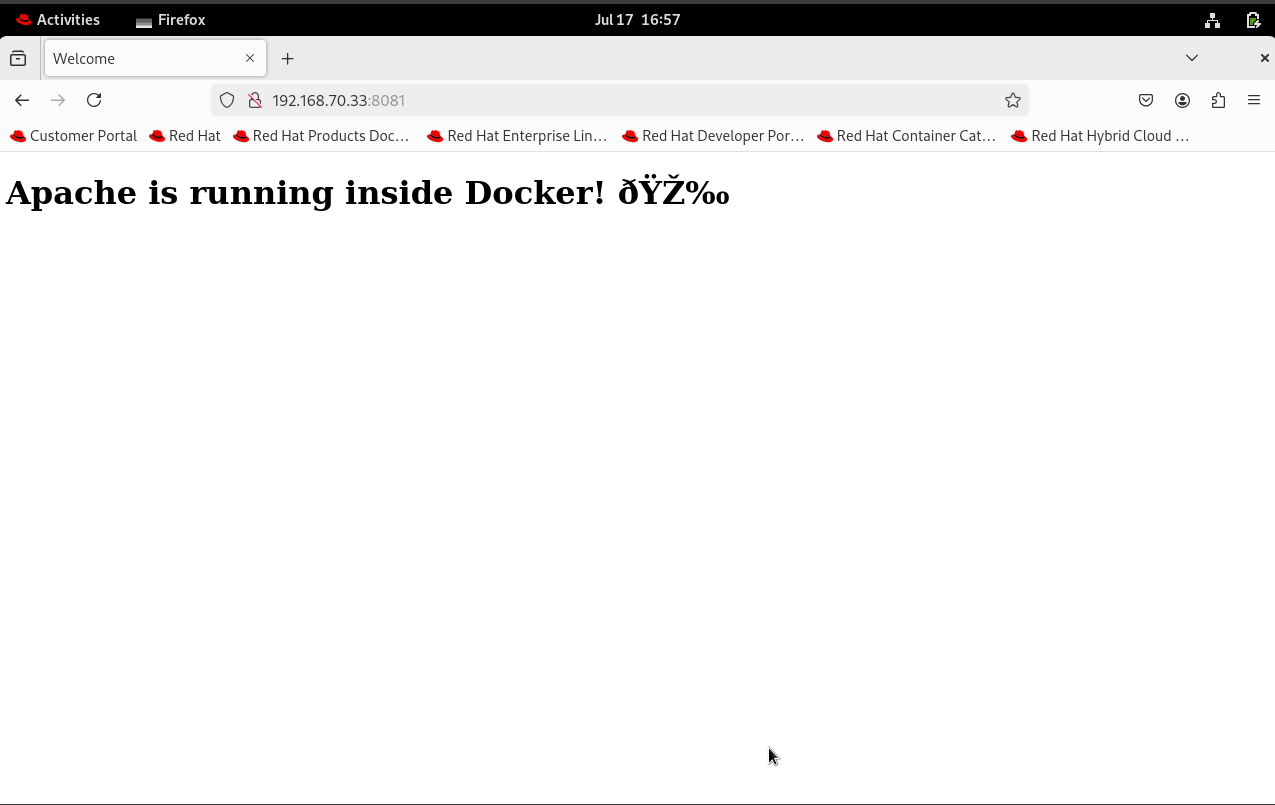 Activities Firefox Jul 17 16:57
Welcome
192.168.70.33:8081
Customer Portal Red Hat Red Hat Products Doc… Red Hat Enterprise Lin… Red Hat Developer Por… Red Hat Container Cat… Red Hat Hybrid Cloud …
Apache is running inside Docker! ðŸŽ‰